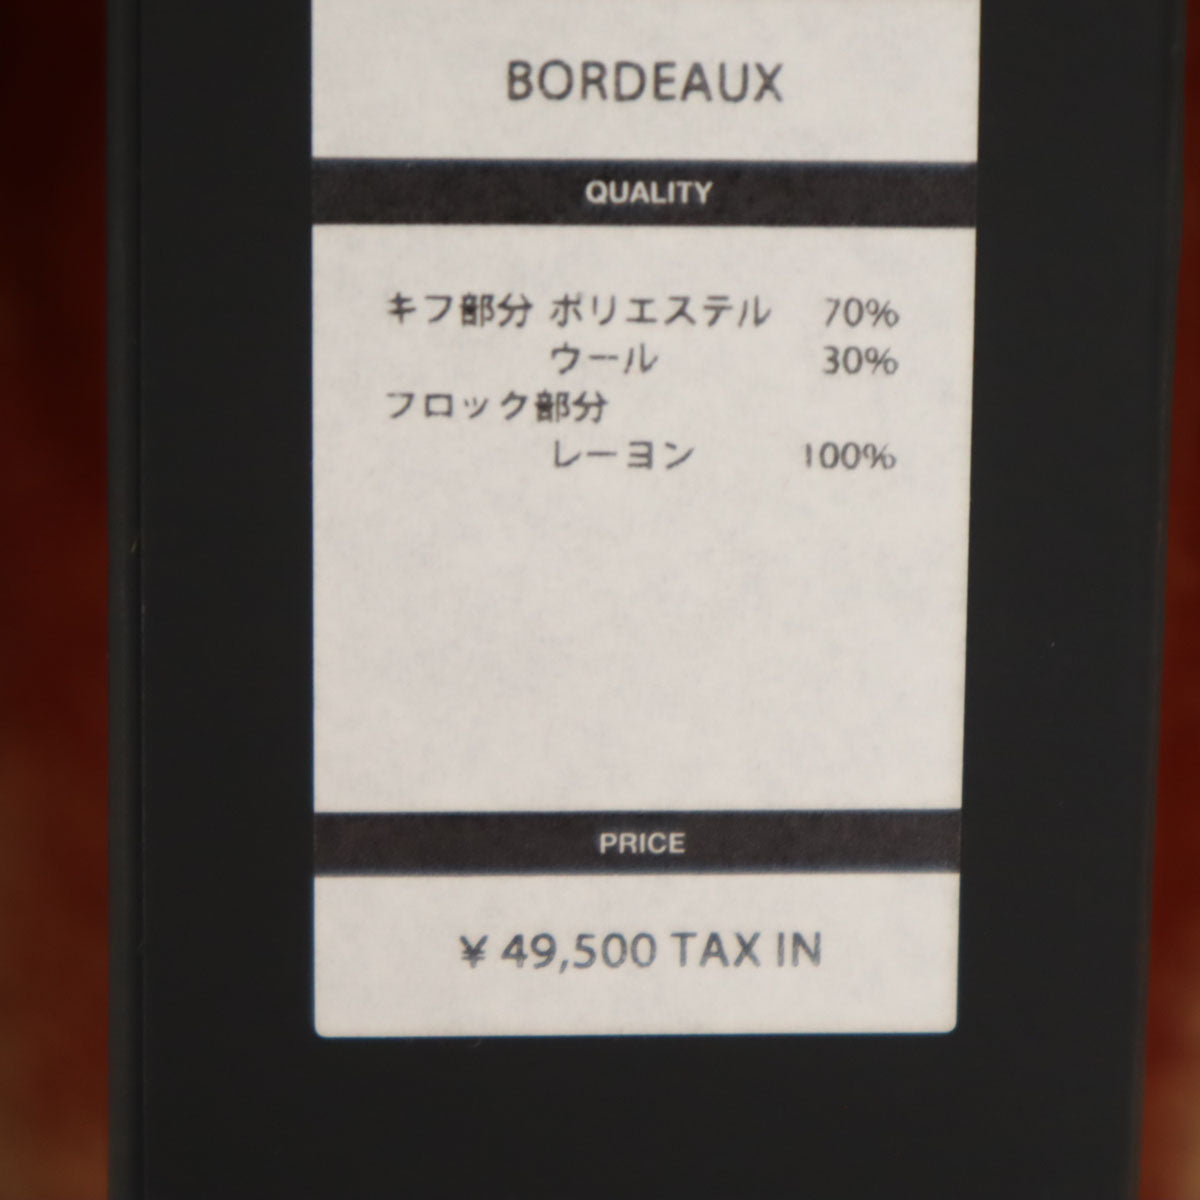 BORDEAUX
QUALITY
キフ部分 ポリエステル 70%
ウール 30%
フロック部分
レーヨン 100%
PRICE
¥ 49,500 TAX IN